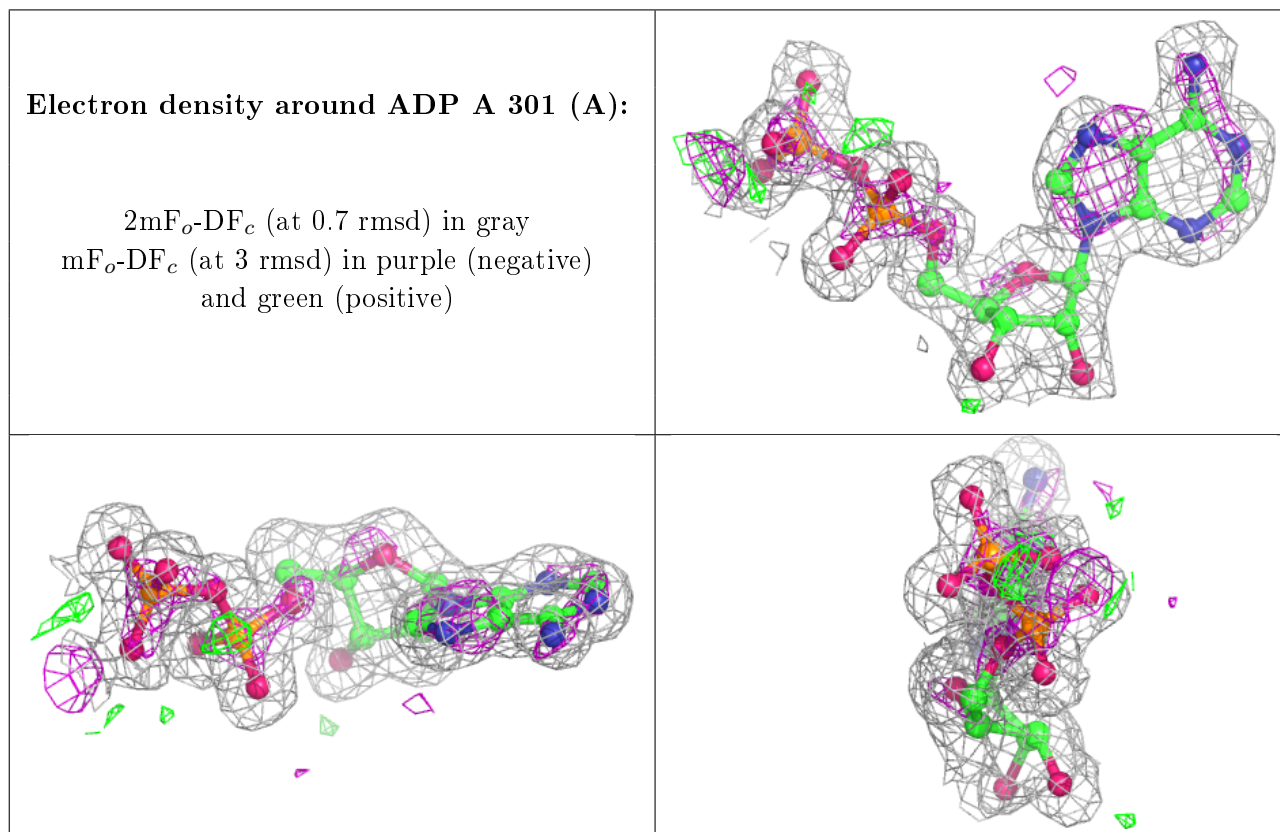 Electron density around ADP A 301 (A):
2mFₒ-DF𝒸 (at 0.7 rmsd) in gray
mFₒ-DF𝒸 (at 3 rmsd) in purple (negative)
and green (positive)